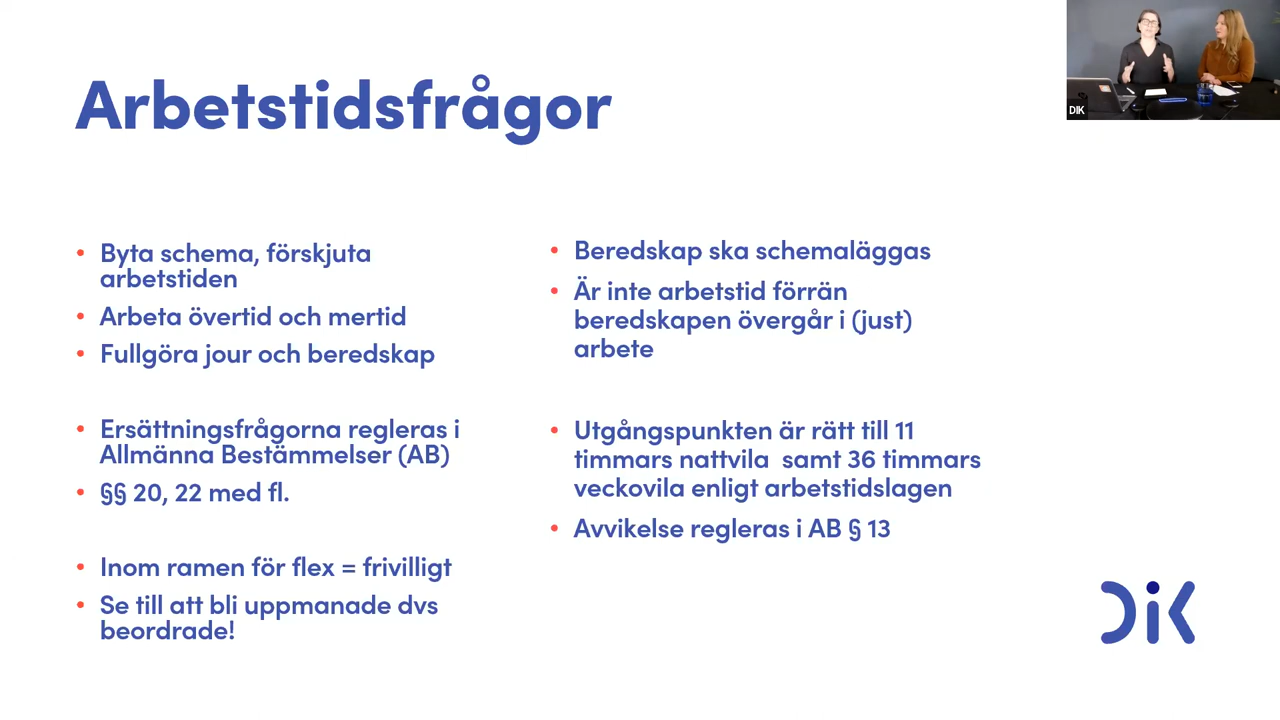 Arbetstidsfrågor
Byta schema, förskjuta
arbetstiden
Arbeta övertid och mertid
Fullgöra jour och beredskap
Ersättningsfrågorna regleras i
Allmänna Bestämmelser (AB)
§§ 20, 22 med fl.
Inom ramen för flex = frivilligt
Se till att bli uppmanade dvs
beordrade!
Beredskap ska schemaläggas
Är inte arbetstid förrän
beredskapen övergår i (just)
arbete
Utgångspunkten är rätt till 11
timmars nattvila  samt 36 timmars
veckovila enligt arbetstidslagen
Avvikelse regleras i AB § 13
DIK
DiK